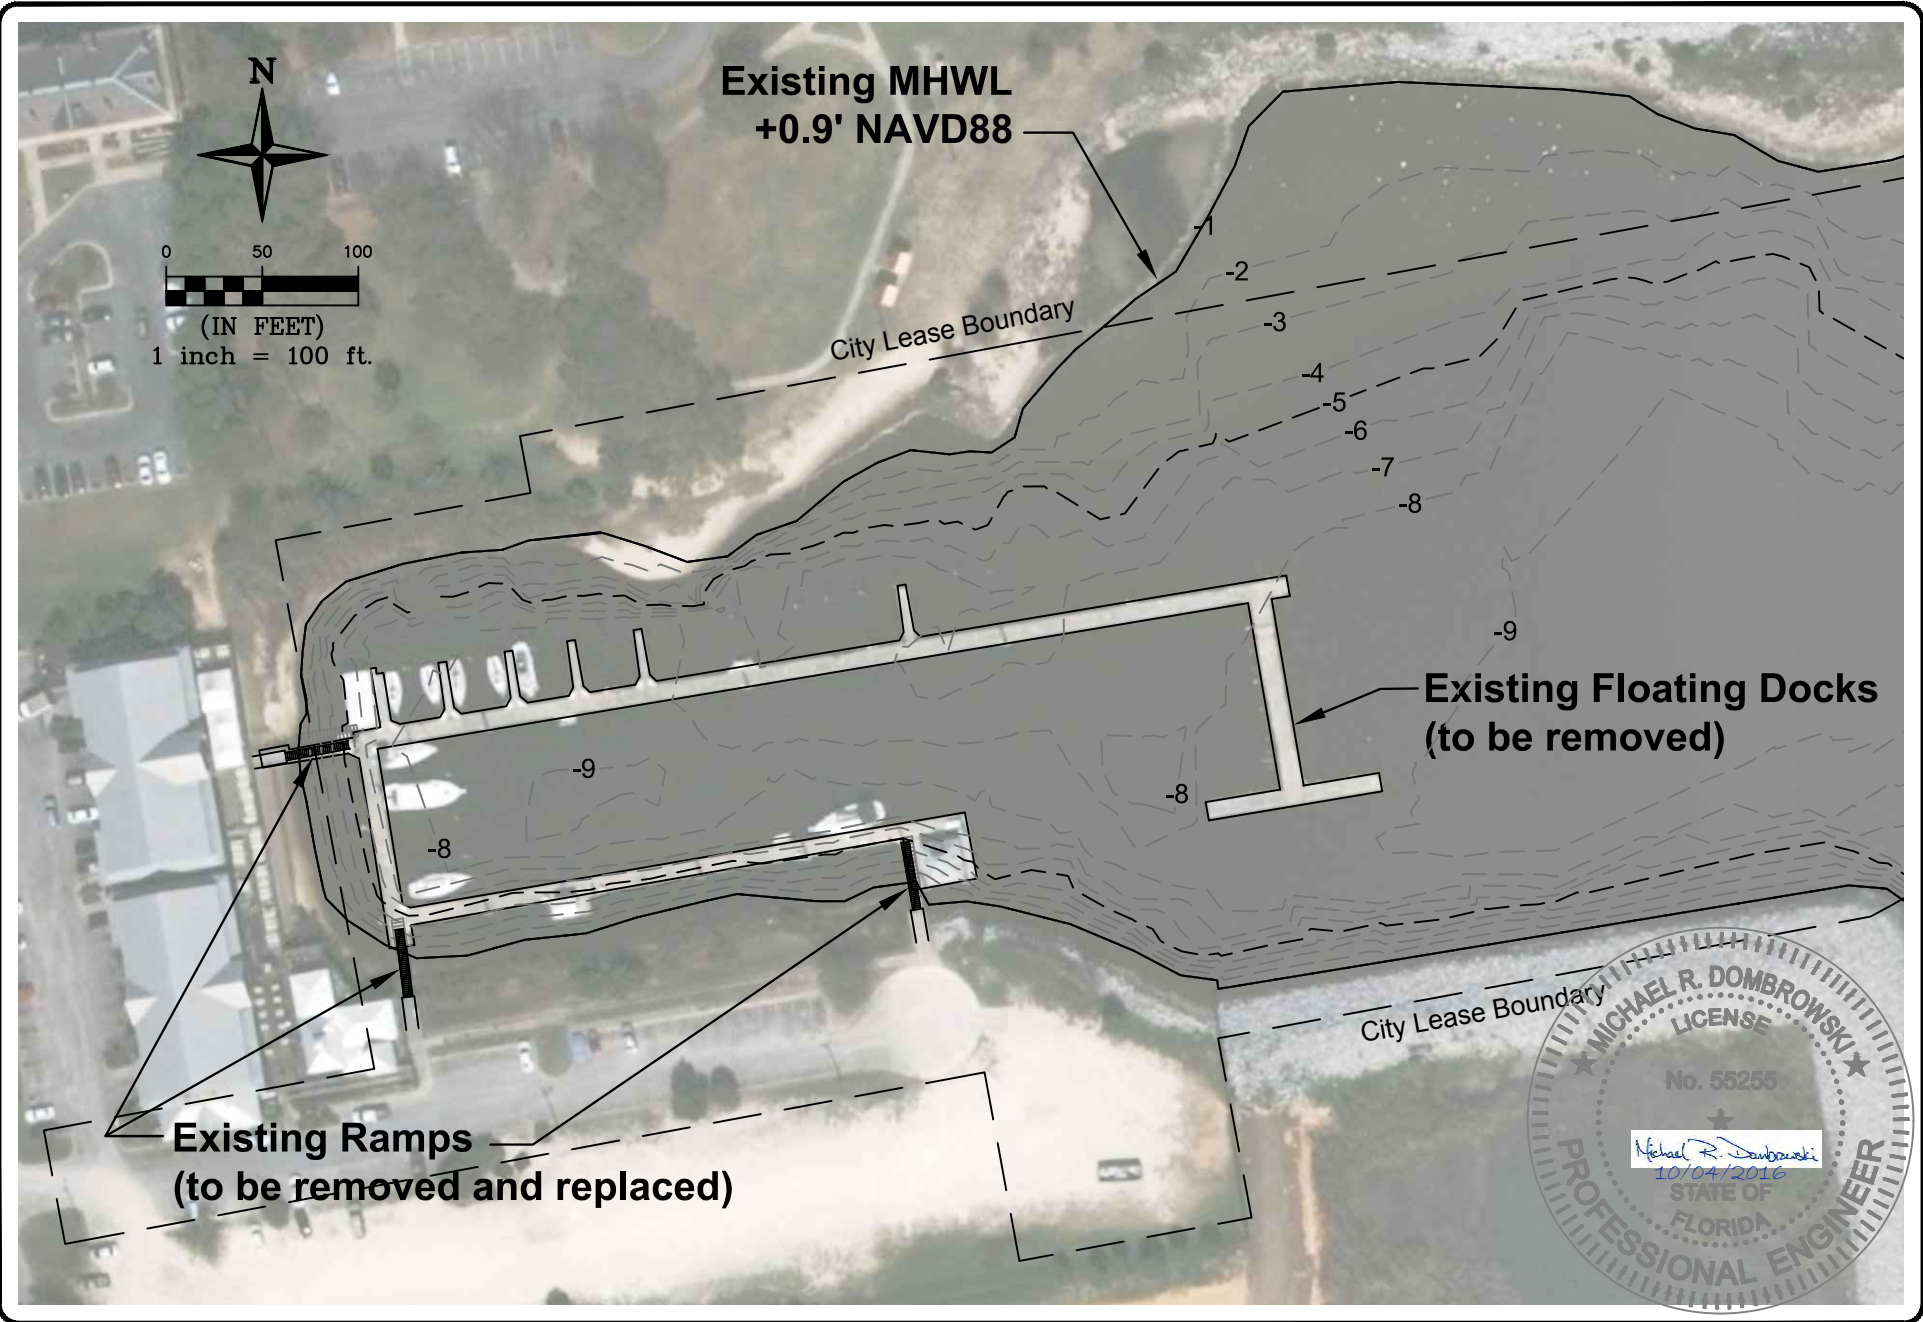 N
Existing MHWL
+0.9' NAVD88
0 50 100
(IN FEET)
1 inch = 100 ft.
City Lease Boundary
-1
-2
-3
-4
-5
-6
-7
-8
-9
Existing Floating Docks
(to be removed)
-9
-8
-8
City Lease Boundary
Existing Ramps
(to be removed and replaced)
MICHAEL R. DOMBROWSKI
LICENSE
No. 55255
Michael R. Dombrowski
10/04/2016
STATE OF
FLORIDA
PROFESSIONAL ENGINEER